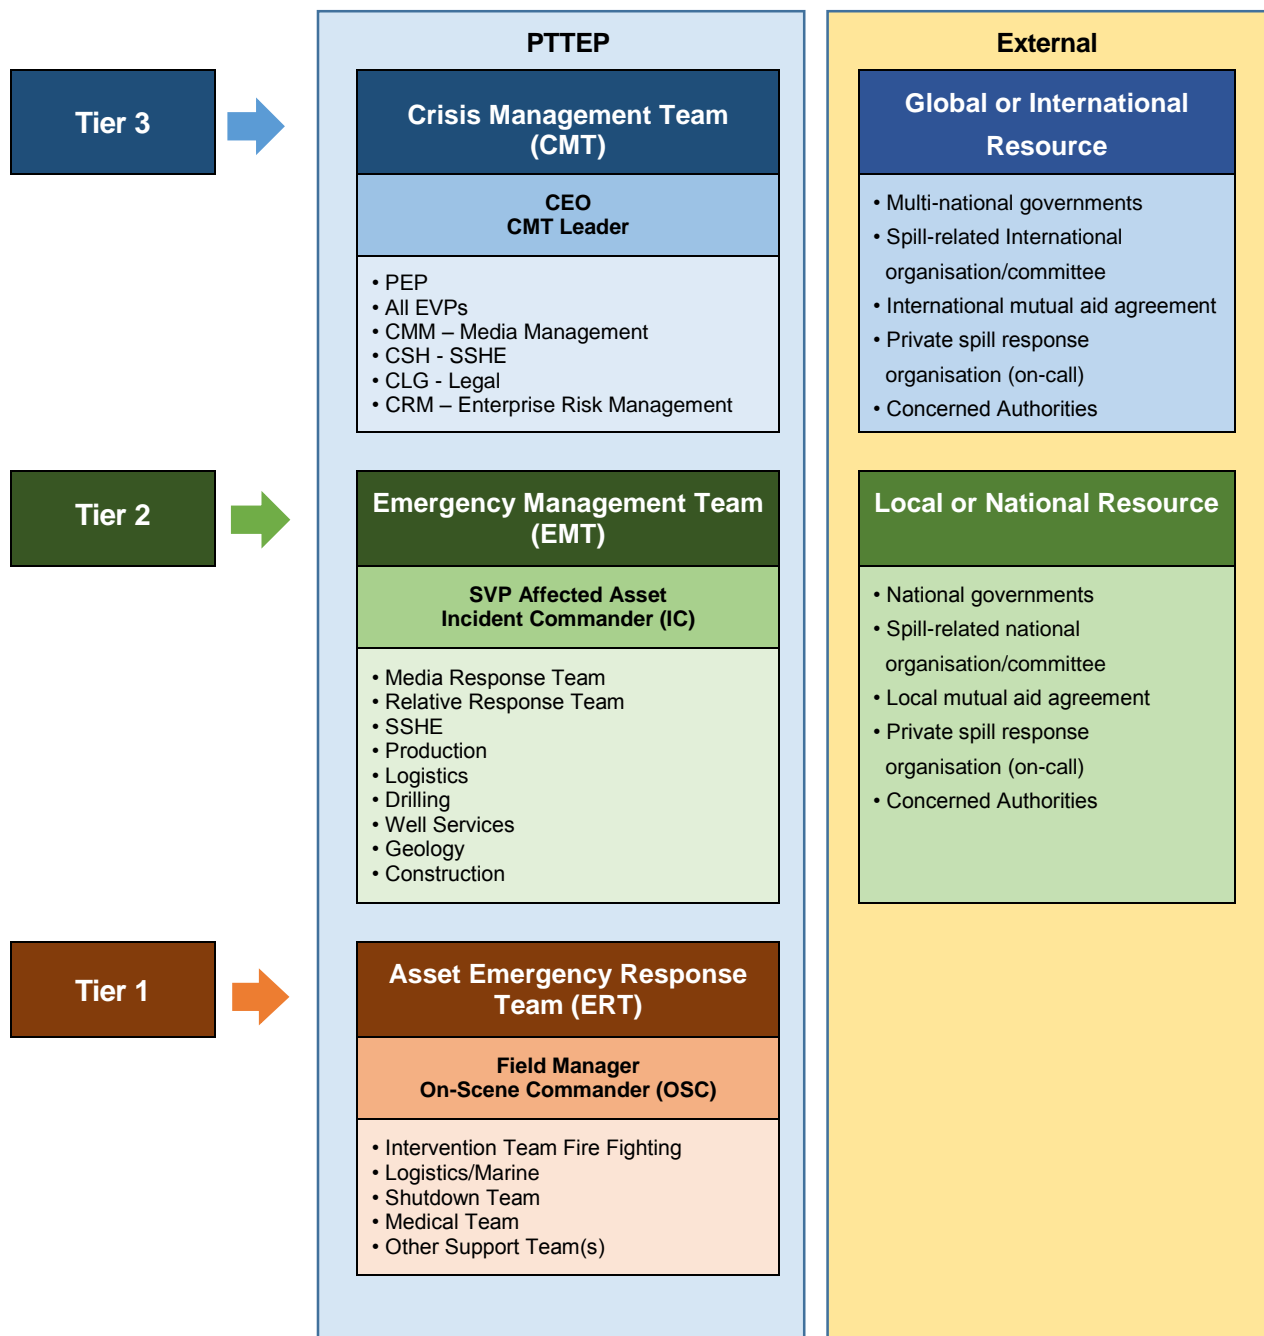 PTTEP
External
Tier 3
Crisis Management Team
(CMT)
CEO
CMT Leader
• PEP
• All EVPs
• CMM – Media Management
• CSH - SSHE
• CLG - Legal
• CRM – Enterprise Risk Management
Global or International
Resource
• Multi-national governments
• Spill-related International
organisation/committee
• International mutual aid agreement
• Private spill response
organisation (on-call)
• Concerned Authorities
Tier 2
Emergency Management Team
(EMT)
SVP Affected Asset
Incident Commander (IC)
• Media Response Team
• Relative Response Team
• SSHE
• Production
• Logistics
• Drilling
• Well Services
• Geology
• Construction
Local or National Resource
• National governments
• Spill-related national
organisation/committee
• Local mutual aid agreement
• Private spill response
organisation (on-call)
• Concerned Authorities
Tier 1
Asset Emergency Response
Team (ERT)
Field Manager
On-Scene Commander (OSC)
• Intervention Team Fire Fighting
• Logistics/Marine
• Shutdown Team
• Medical Team
• Other Support Team(s)